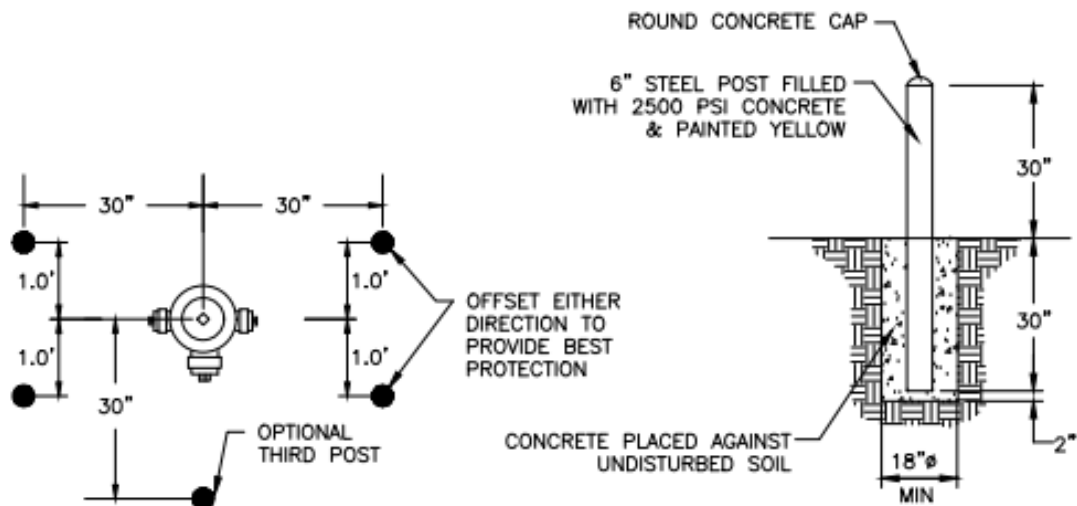 30"
30"
1.0'
1.0'
1.0'
1.0'
30"
OFFSET EITHER
DIRECTION TO
PROVIDE BEST
PROTECTION
OPTIONAL
THIRD POST
ROUND CONCRETE CAP
6" STEEL POST FILLED
WITH 2500 PSI CONCRETE
& PAINTED YELLOW
30"
30"
2"
CONCRETE PLACED AGAINST
UNDISTURBED SOIL
18"ø
MIN